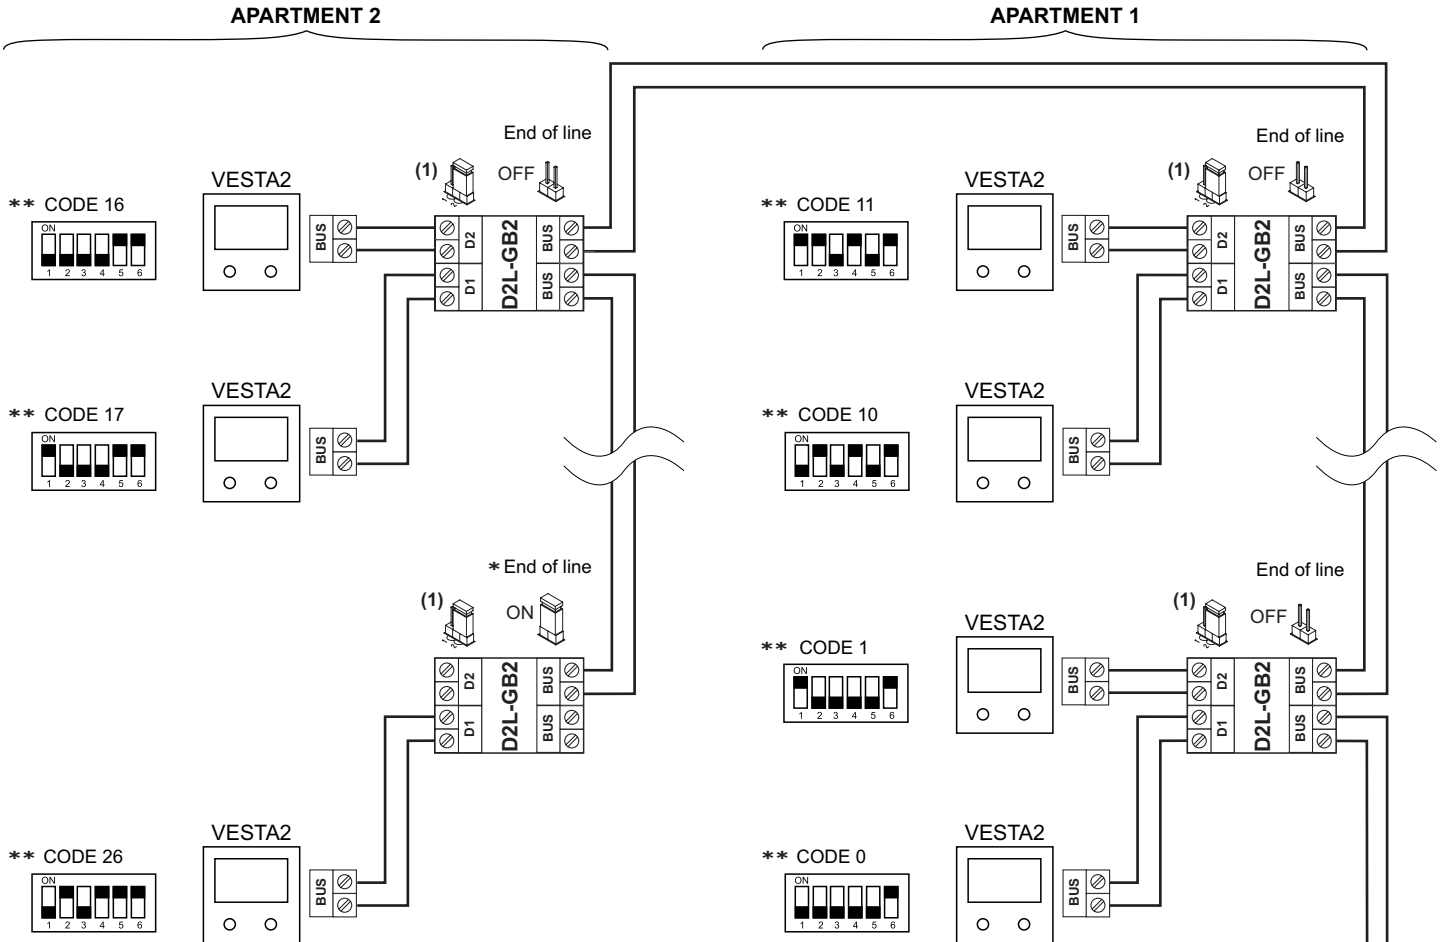 APARTMENT 2
APARTMENT 1
End of line
(1) OFF
VESTA2
** CODE 16
ON
1 2 3 4 5 6
BUS
D2
D1
D2L-GB2
BUS
BUS
VESTA2
** CODE 17
ON
1 2 3 4 5 6
BUS
* End of line
(1) ON
D2
D1
D2L-GB2
BUS
BUS
VESTA2
** CODE 26
ON
1 2 3 4 5 6
BUS
End of line
(1) OFF
VESTA2
** CODE 11
ON
1 2 3 4 5 6
BUS
D2
D1
D2L-GB2
BUS
BUS
VESTA2
** CODE 10
ON
1 2 3 4 5 6
BUS
End of line
(1) OFF
VESTA2
** CODE 1
ON
1 2 3 4 5 6
BUS
D2
D1
D2L-GB2
BUS
BUS
VESTA2
** CODE 0
ON
1 2 3 4 5 6
BUS